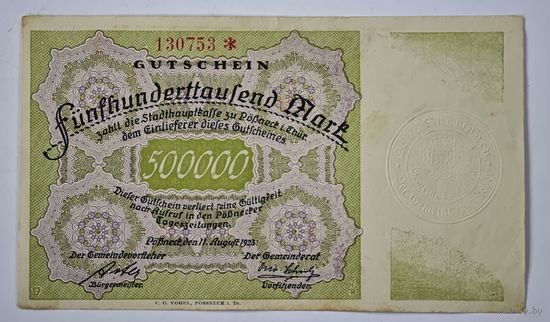 130753 *
GUTSCHEIN
Fünfhunderttausend Mark
zahlt die Stadthauptkasse zu Pößneck i. Thür.
dem Einlieferer dieses Gutscheines
500000
Dieser Gutschein verliert seine Gültigkeit
nach Aufruf in den Pößnecker
Tageszeitungen.
Pößneck, den 11. August 1923
Der Gemeindevorsteher Der Gemeinderat
Bürgermeister. Vorsitzender.
C. G. VOGEL, PÖSSNECK i. Th.